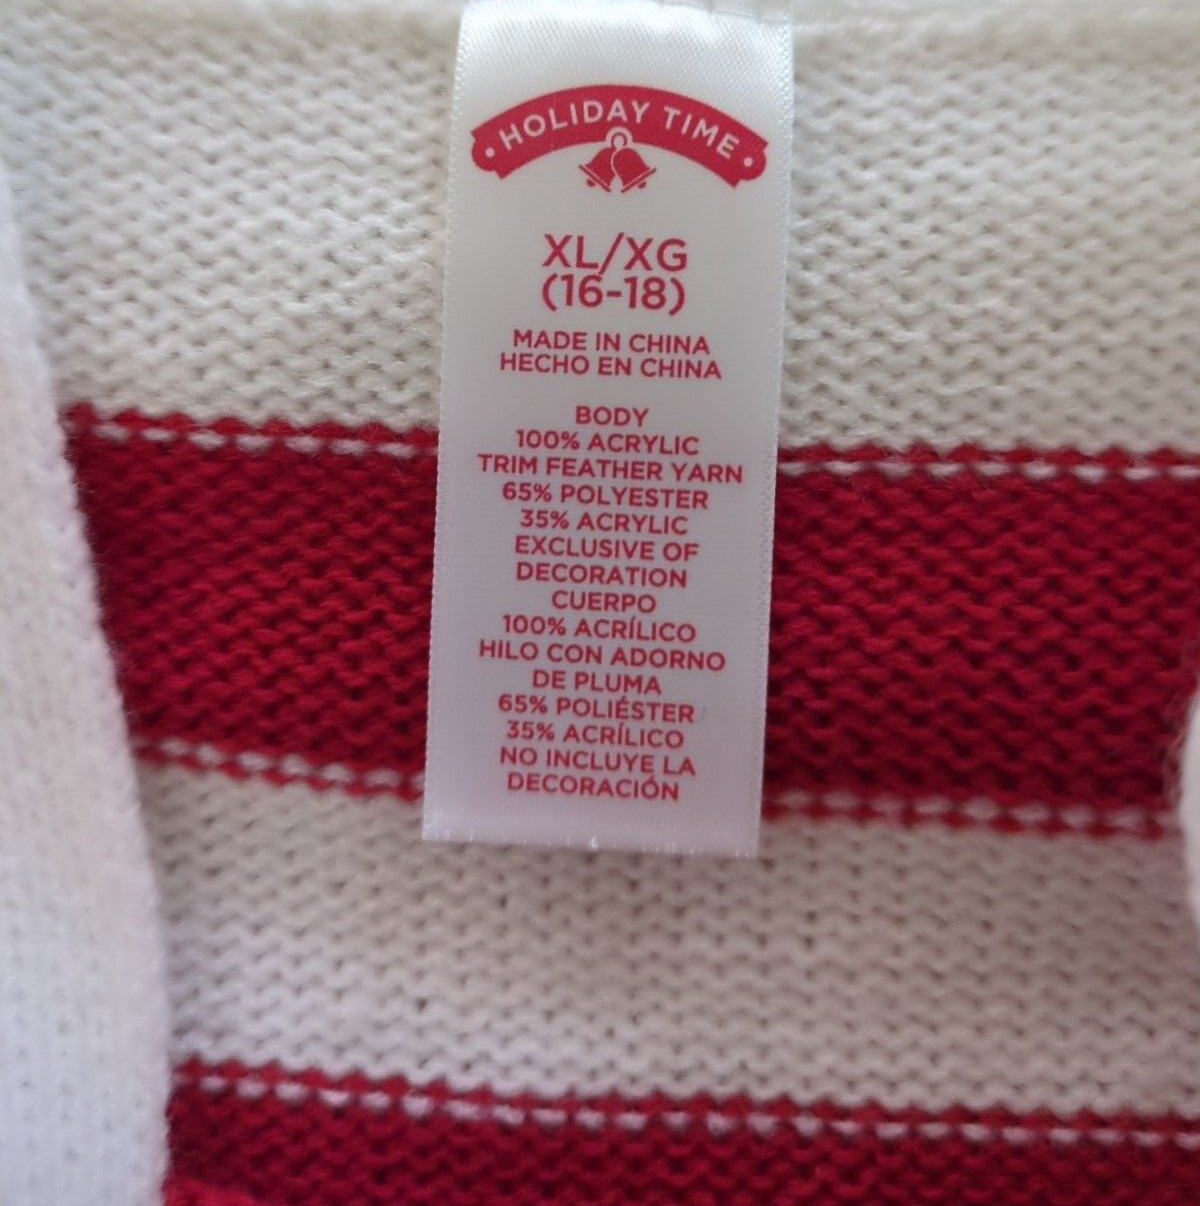 • HOLIDAY TIME •
XL/XG
(16-18)
MADE IN CHINA
HECHO EN CHINA
BODY
100% ACRYLIC
TRIM FEATHER YARN
65% POLYESTER
35% ACRYLIC
EXCLUSIVE OF
DECORATION
CUERPO
100% ACRÍLICO
HILO CON ADORNO
DE PLUMA
65% POLIÉSTER
35% ACRÍLICO
NO INCLUYE LA
DECORACIÓN